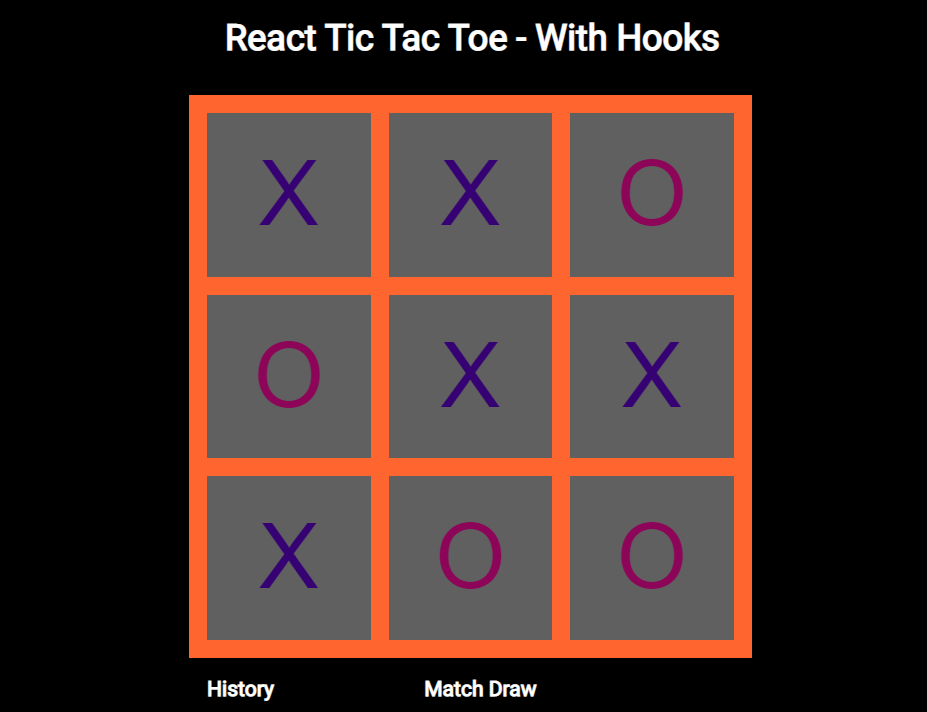 React Tic Tac Toe - With Hooks
X X O
O X X
X O O
History Match Draw